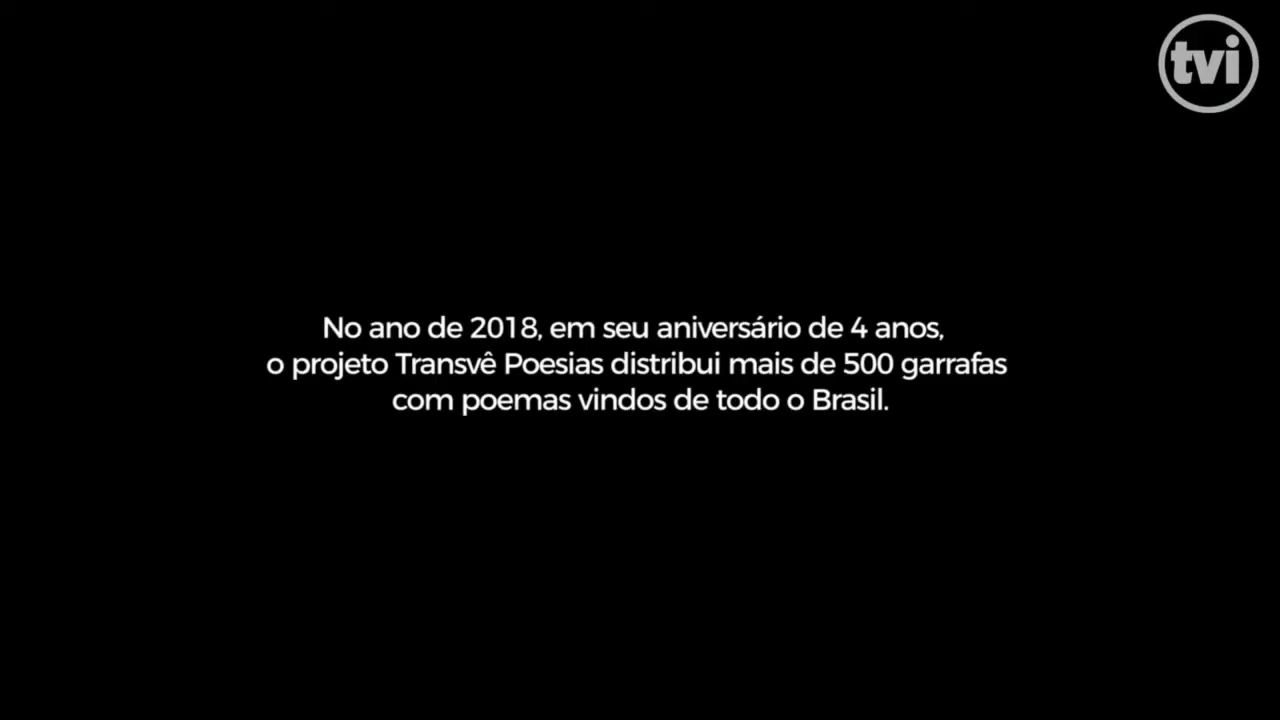 tvi
No ano de 2018, em seu aniversário de 4 anos,
o projeto Transvê Poesias distribui mais de 500 garrafas
com poemas vindos de todo o Brasil.